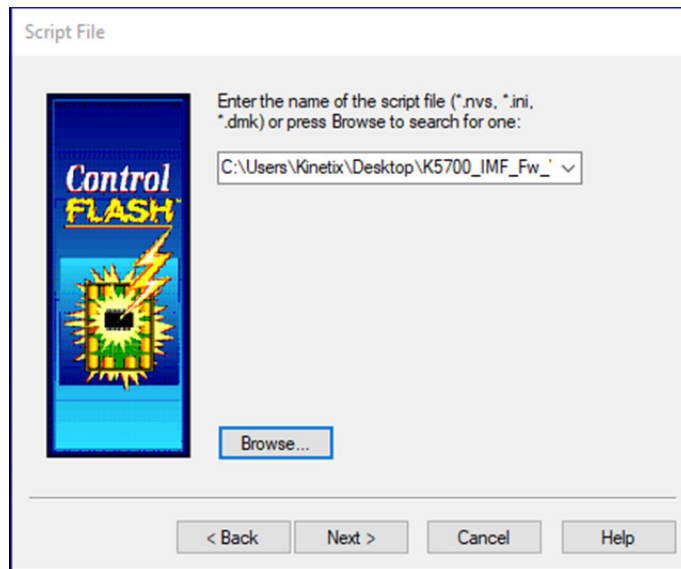 Script File
Enter the name of the script file (*.nvs, *.ini,
*.dmk) or press Browse to search for one:
C:\Users\Kinetix\Desktop\K5700_IMF_Fw_
Control
FLASH
Browse...
< Back
Next >
Cancel
Help